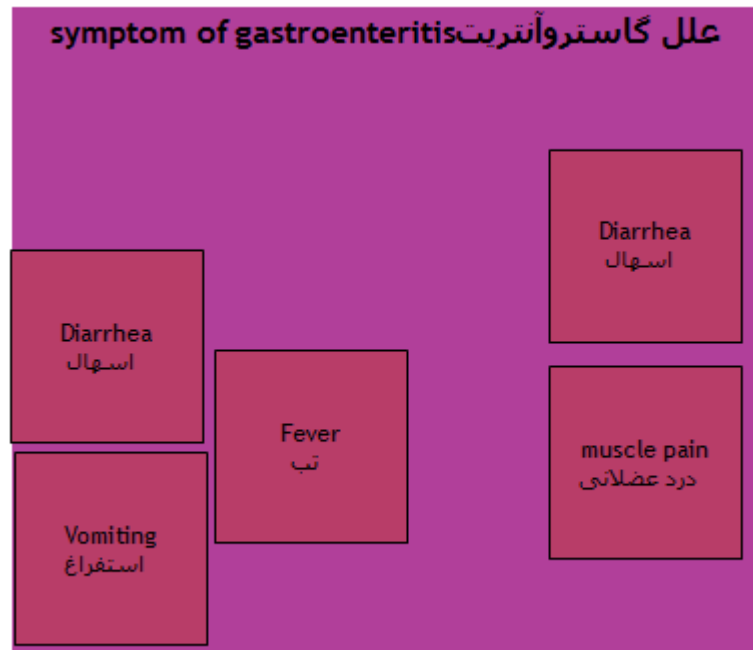 symptom of gastroenteritisعلل گاستروآنتریت
Diarrhea
اسهال
Diarrhea
اسهال
Fever
تب
muscle pain
درد عضلانی
Vomiting
استفراغ